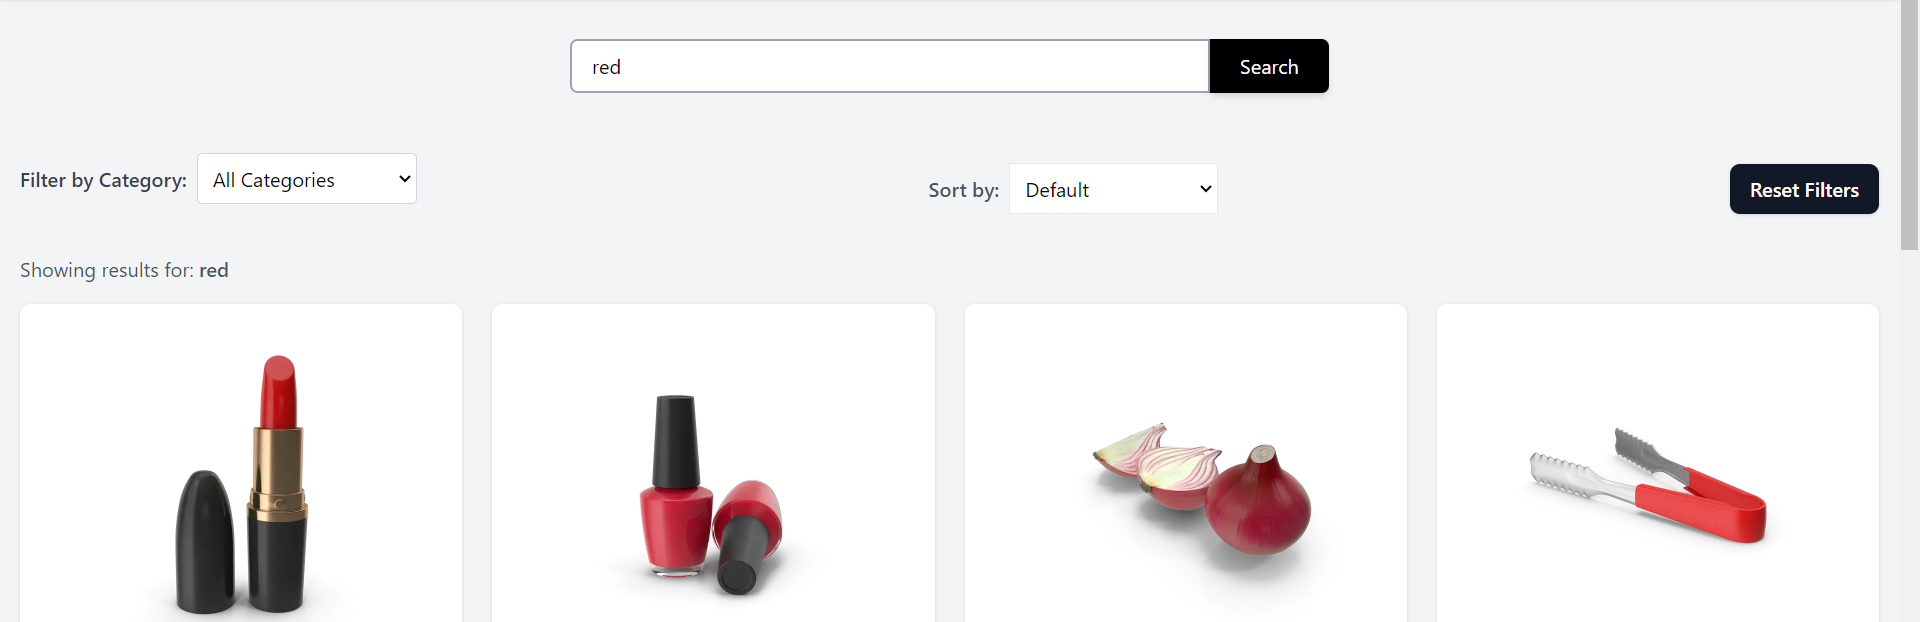 red
Search
Filter by Category:
All Categories
Sort by:
Default
Reset Filters
Showing results for: red